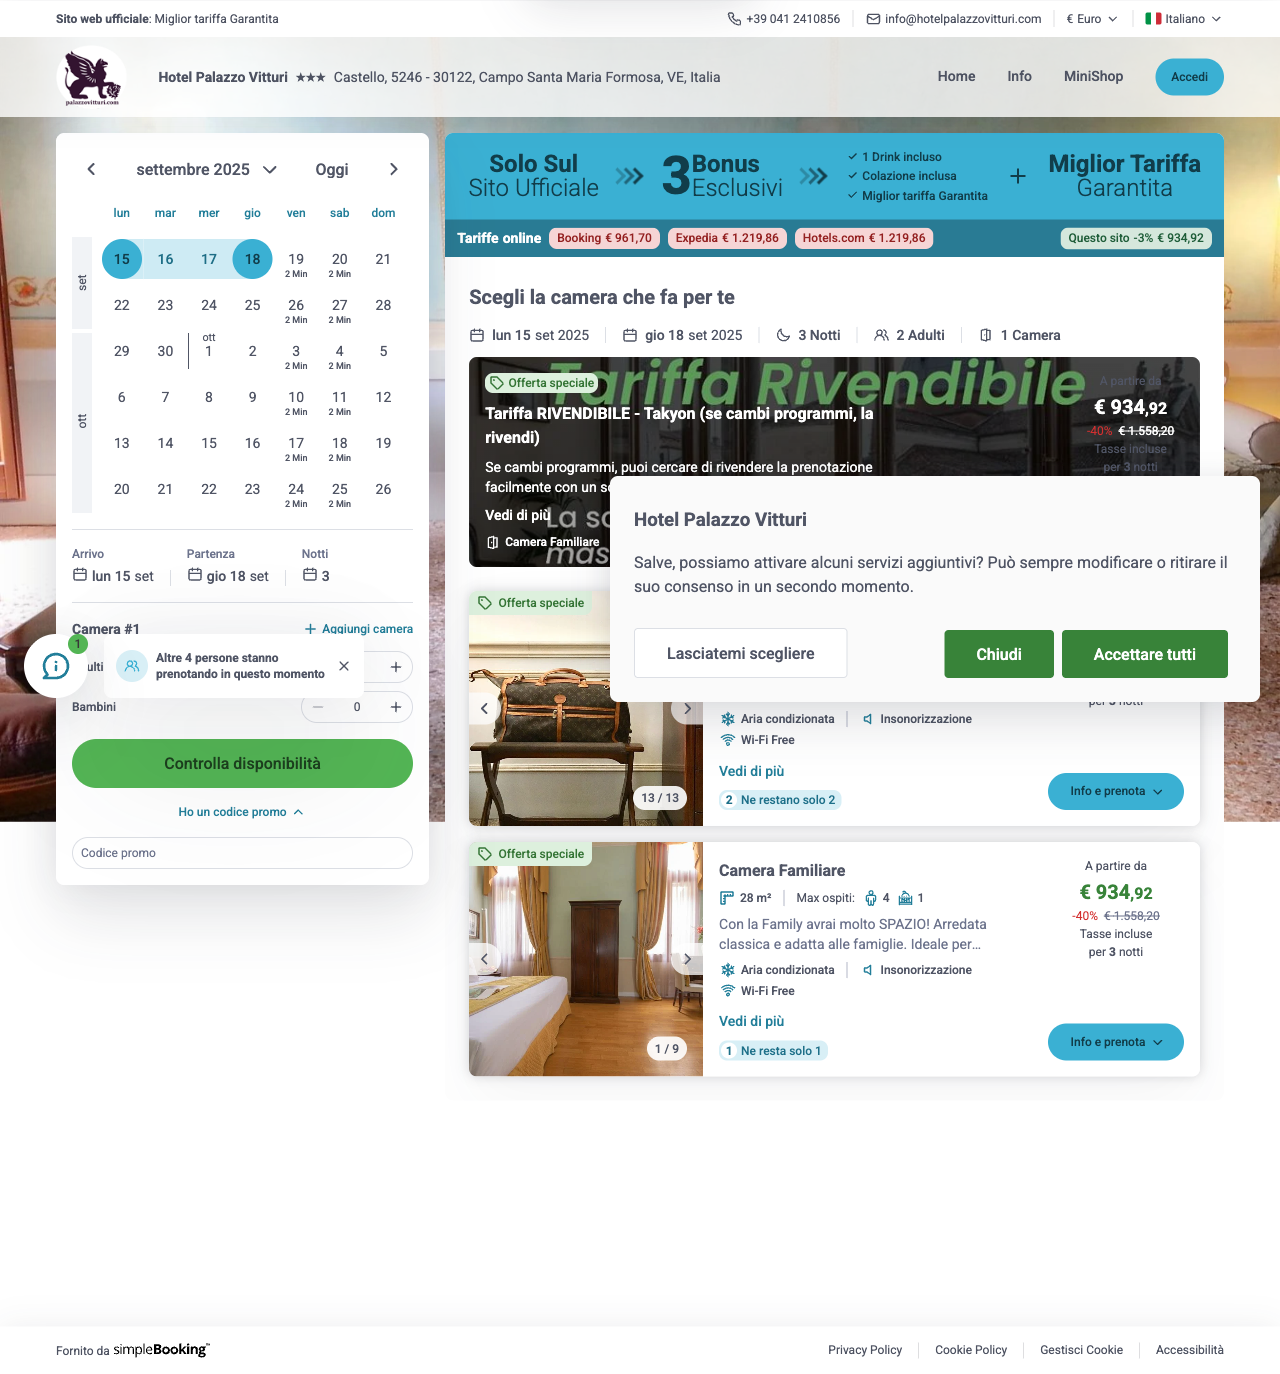 Sito web ufficiale: Miglior tariffa Garantita
+39 041 2410856
info@hotelpalazzovitturi.com
€ Euro
Italiano
palazzovitturi.com
Hotel Palazzo Vitturi ★★★ Castello, 5246 - 30122, Campo Santa Maria Formosa, VE, Italia
Home
Info
MiniShop
Accedi
settembre 2025
Oggi
lun mar mer gio ven sab dom
set
15 16 17 18 19 20 21
2 Min 2 Min
22 23 24 25 26 27 28
2 Min 2 Min
ott
ott
29 30 1 2 3 4 5
2 Min 2 Min
6 7 8 9 10 11 12
2 Min 2 Min
13 14 15 16 17 18 19
2 Min 2 Min
20 21 22 23 24 25 26
2 Min 2 Min
Arrivo
lun 15 set
Partenza
gio 18 set
Notti
3
Camera #1
Aggiungi camera
ulti
1
Altre 4 persone stanno
prenotando in questo momento
Bambini
0
Controlla disponibilità
Ho un codice promo
Codice promo
Solo Sul
Sito Ufficiale
3 Bonus
Esclusivi
1 Drink incluso
Colazione inclusa
Miglior tariffa Garantita
Miglior Tariffa
Garantita
Tariffe online
Booking € 961,70
Expedia € 1.219,86
Hotels.com € 1.219,86
Questo sito -3% € 934,92
Scegli la camera che fa per te
lun 15 set 2025
gio 18 set 2025
3 Notti
2 Adulti
1 Camera
Tariffa Rivendibile
Offerta speciale
Tariffa RIVENDIBILE - Takyon (se cambi programmi, la
rivendi)
Se cambi programmi, puoi cercare di rivendere la prenotazione
facilmente con un
Vedi di più
La
Camera Familiare
A partire da
€ 934,92
-40% € 1.558,20
Tasse incluse
per 3 notti
Hotel Palazzo Vitturi
Salve, possiamo attivare alcuni servizi aggiuntivi? Può sempre modificare o ritirare il
suo consenso in un secondo momento.
Lasciatemi scegliere
Chiudi
Accettare tutti
Offerta speciale
13 / 13
per 3 notti
Aria condizionata
Insonorizzazione
Wi-Fi Free
Vedi di più
2 Ne restano solo 2
Info e prenota
Offerta speciale
1 / 9
Camera Familiare
28 m²
Max ospiti: 4 1
Con la Family avrai molto SPAZIO! Arredata
classica e adatta alle famiglie. Ideale per…
Aria condizionata
Insonorizzazione
Wi-Fi Free
Vedi di più
1 Ne resta solo 1
A partire da
€ 934,92
-40% € 1.558,20
Tasse incluse
per 3 notti
Info e prenota
Fornito da simpleBooking™
Privacy Policy
Cookie Policy
Gestisci Cookie
Accessibilità